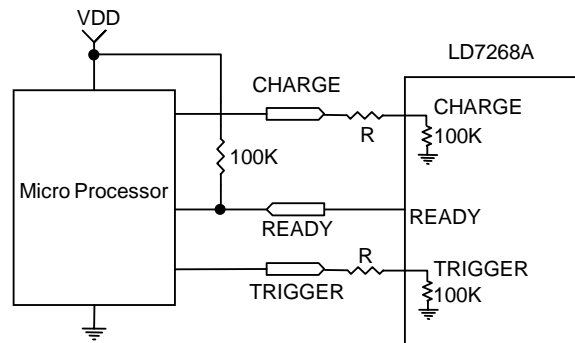 VDD
LD7268A
CHARGE
CHARGE
R
100K
100K
Micro Processor
READY
READY
R
TRIGGER
TRIGGER
100K